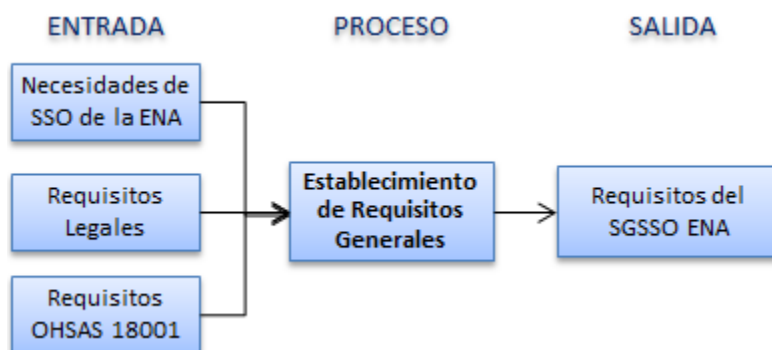 ENTRADA
PROCESO
SALIDA
Necesidades de
SSO de la ENA
Requisitos
Legales
Requisitos
OHSAS 18001
Establecimiento
de Requisitos
Generales
Requisitos del
SGSSO ENA